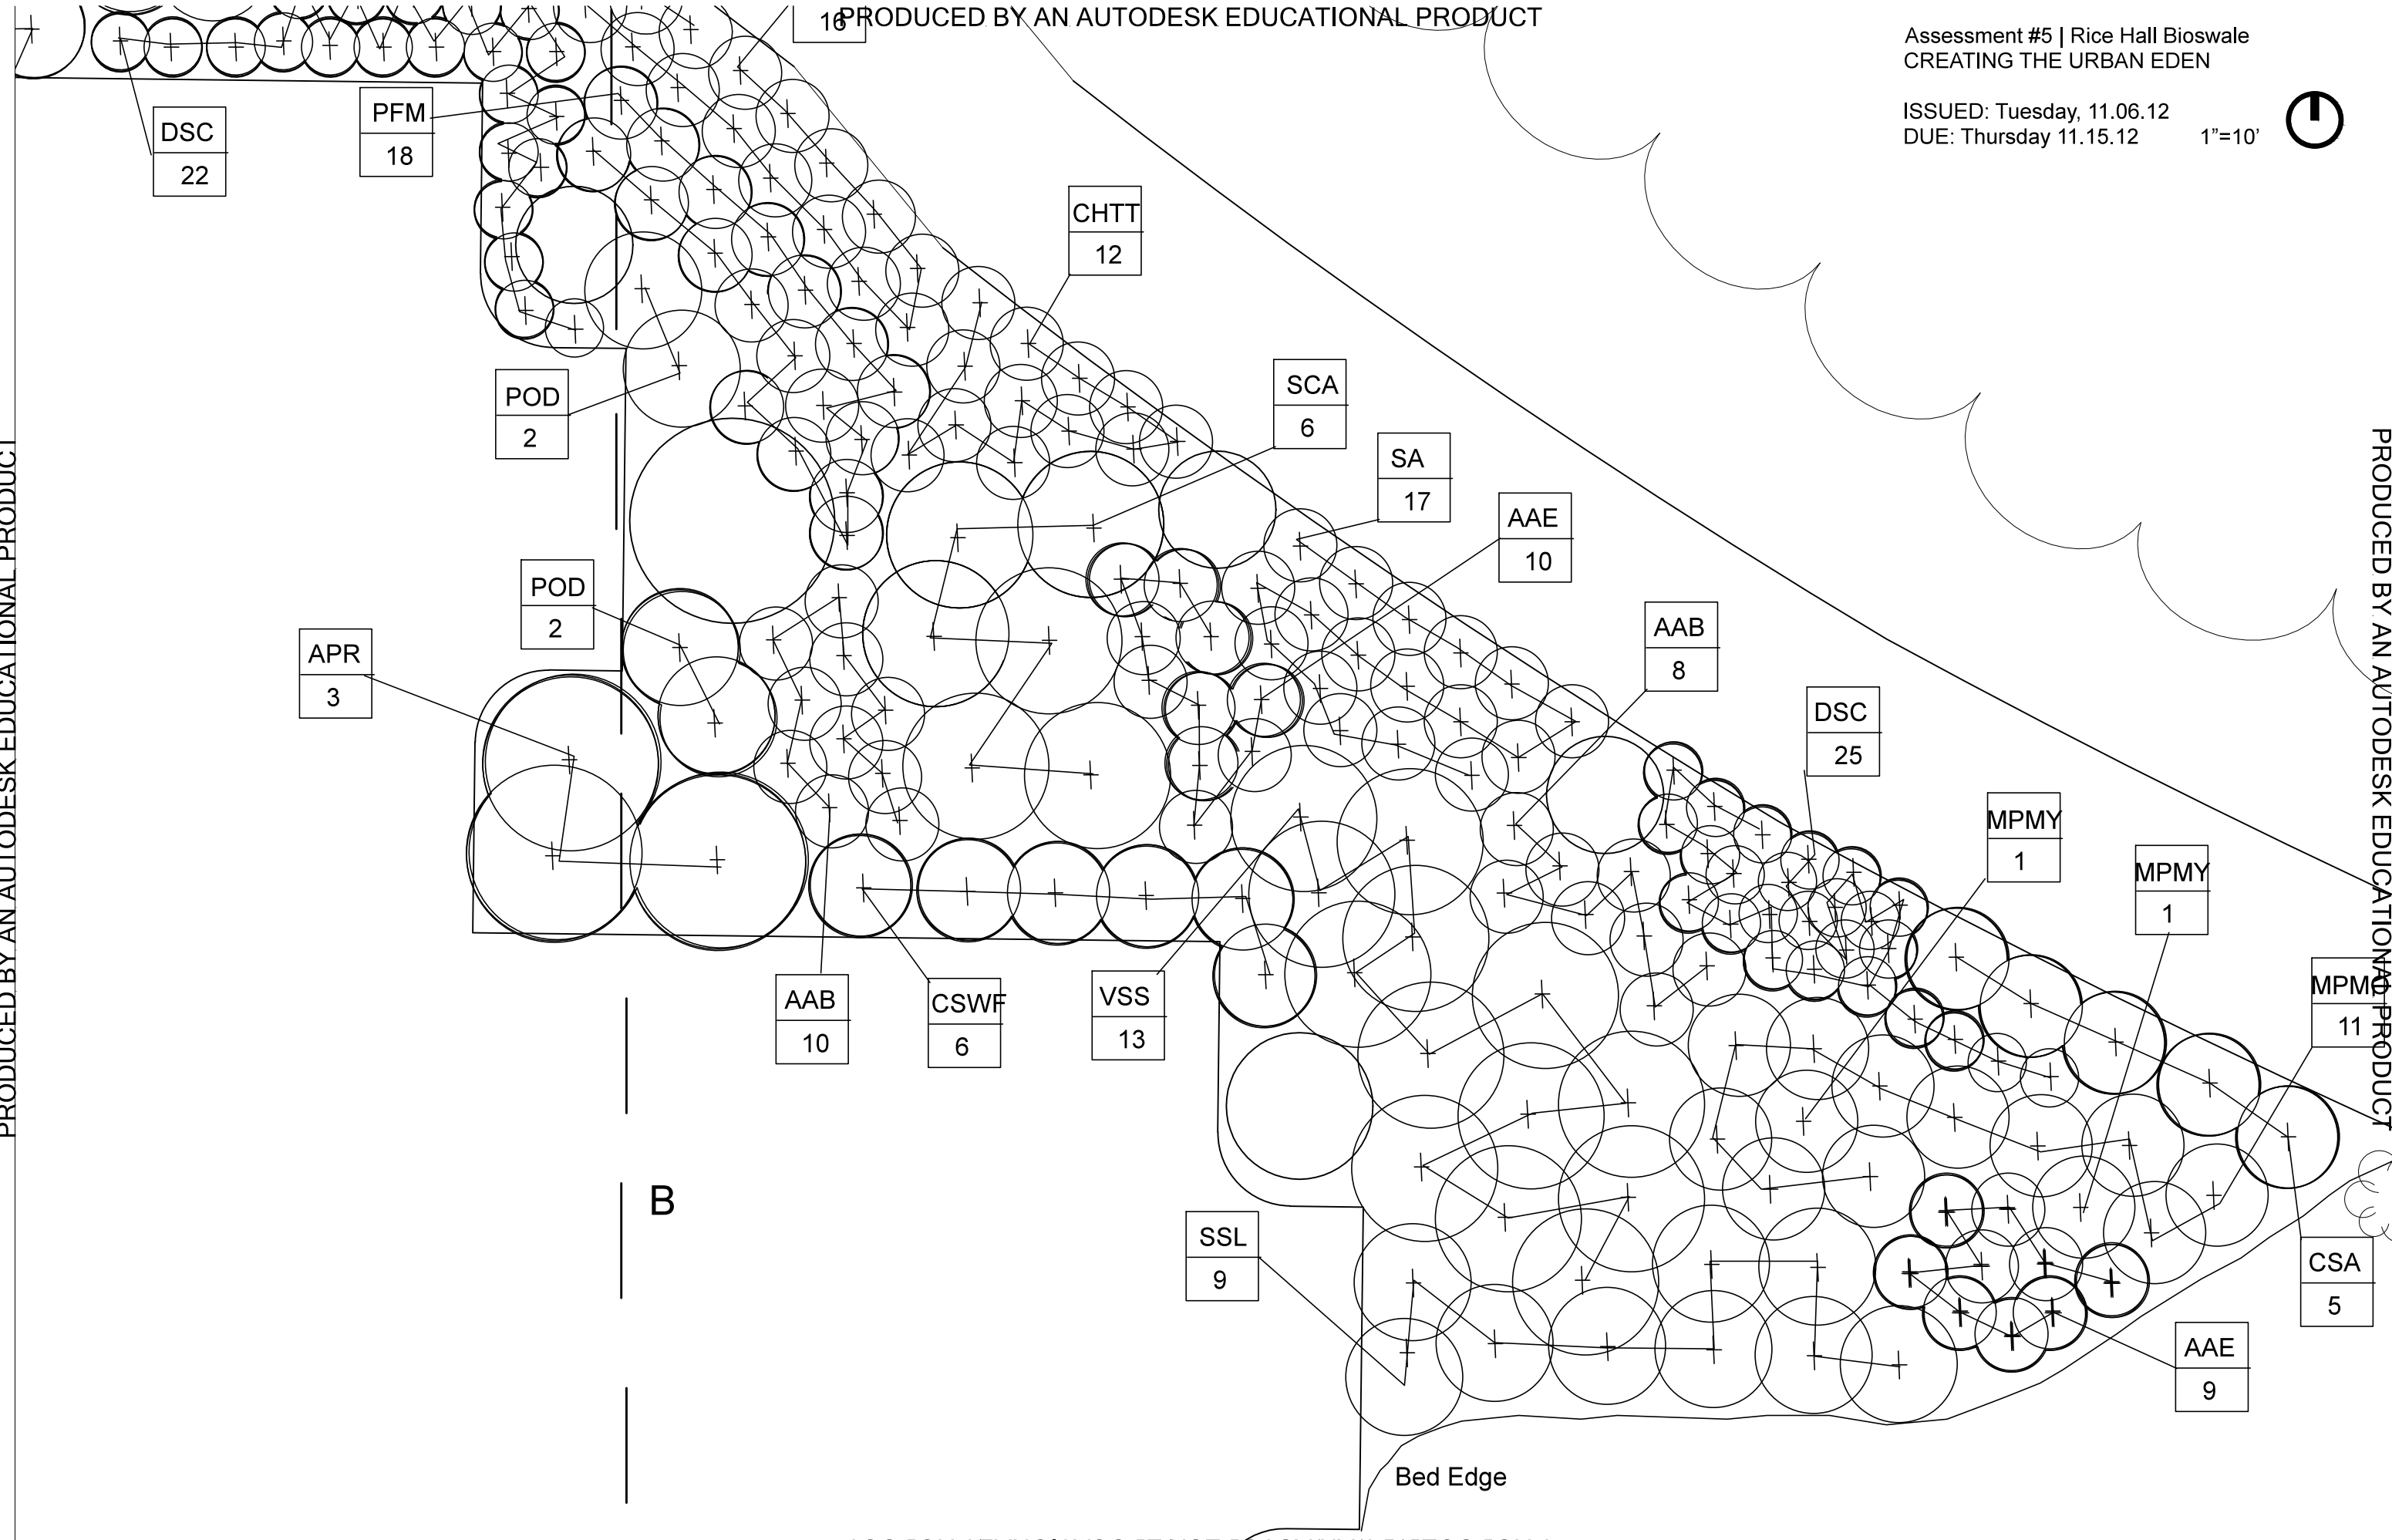 16
PRODUCED BY AN AUTODESK EDUCATIONAL PRODUCT
Assessment #5 | Rice Hall Bioswale
CREATING THE URBAN EDEN
ISSUED: Tuesday, 11.06.12
DUE: Thursday 11.15.12 1"=10'
DSC
22
PFM
18
CHTT
12
POD
2
SCA
6
SA
17
AAE
10
POD
2
APR
3
AAB
8
DSC
25
MPMY
1
MPMY
1
MPMO
11
AAB
10
CSWF
6
VSS
13
B
SSL
9
CSA
5
AAE
9
Bed Edge
PRODUCED BY AN AUTODESK EDUCATIONAL PRODUCT
PRODUCED BY AN AUTODESK EDUCATIONAL PRODUCT